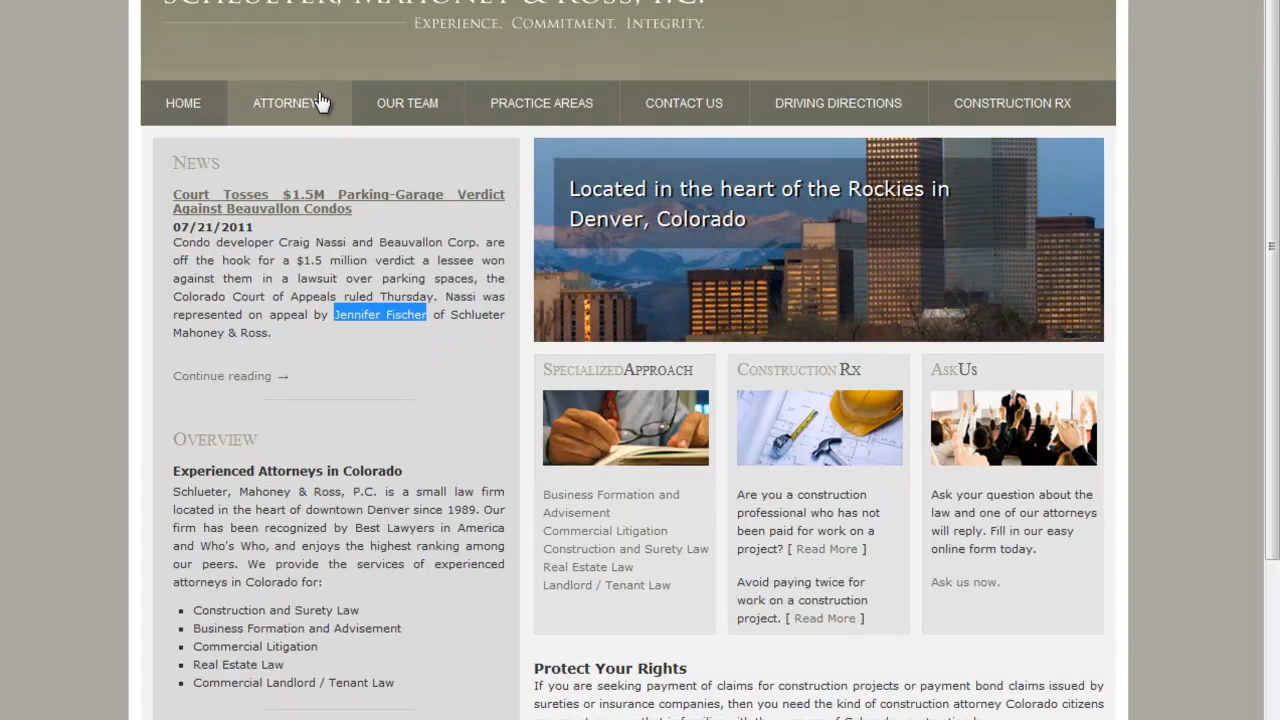 SCHLUETER, MAHONEY & ROSS, P.C.
EXPERIENCE. COMMITMENT. INTEGRITY.
HOME
ATTORNEY
OUR TEAM
PRACTICE AREAS
CONTACT US
DRIVING DIRECTIONS
CONSTRUCTION RX
NEWS
Court Tosses $1.5M Parking-Garage Verdict
Against Beauvallon Condos
07/21/2011
Condo developer Craig Nassi and Beauvallon Corp. are
off the hook for a $1.5 million verdict a lessee won
against them in a lawsuit over parking spaces, the
Colorado Court of Appeals ruled Thursday. Nassi was
represented on appeal by Jennifer Fischer of Schlueter
Mahoney & Ross.
Continue reading →
OVERVIEW
Experienced Attorneys in Colorado
Schlueter, Mahoney & Ross, P.C. is a small law firm
located in the heart of downtown Denver since 1989. Our
firm has been recognized by Best Lawyers in America
and Who's Who, and enjoys the highest ranking among
our peers. We provide the services of experienced
attorneys in Colorado for:
Construction and Surety Law
Business Formation and Advisement
Commercial Litigation
Real Estate Law
Commercial Landlord / Tenant Law
Located in the heart of the Rockies in
Denver, Colorado
SPECIALIZEDAPPROACH
Business Formation and
Advisement
Commercial Litigation
Construction and Surety Law
Real Estate Law
Landlord / Tenant Law
CONSTRUCTION RX
Are you a construction
professional who has not
been paid for work on a
project? [ Read More ]
Avoid paying twice for
work on a construction
project. [ Read More ]
ASKUS
Ask your question about the
law and one of our attorneys
will reply. Fill in our easy
online form today.
Ask us now.
Protect Your Rights
If you are seeking payment of claims for construction projects or payment bond claims issued by
sureties or insurance companies, then you need the kind of construction attorney Colorado citizens